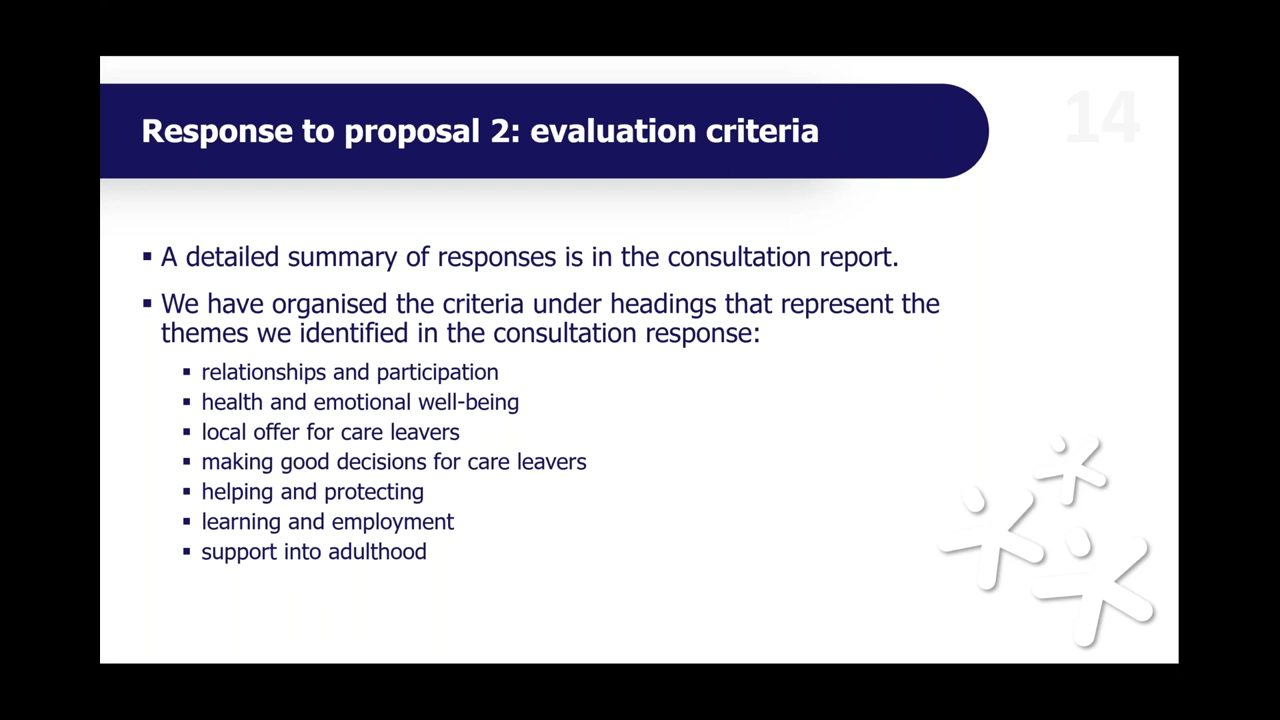 Response to proposal 2: evaluation criteria
14
▪ A detailed summary of responses is in the consultation report.
▪ We have organised the criteria under headings that represent the
themes we identified in the consultation response:
▪ relationships and participation
▪ health and emotional well-being
▪ local offer for care leavers
▪ making good decisions for care leavers
▪ helping and protecting
▪ learning and employment
▪ support into adulthood